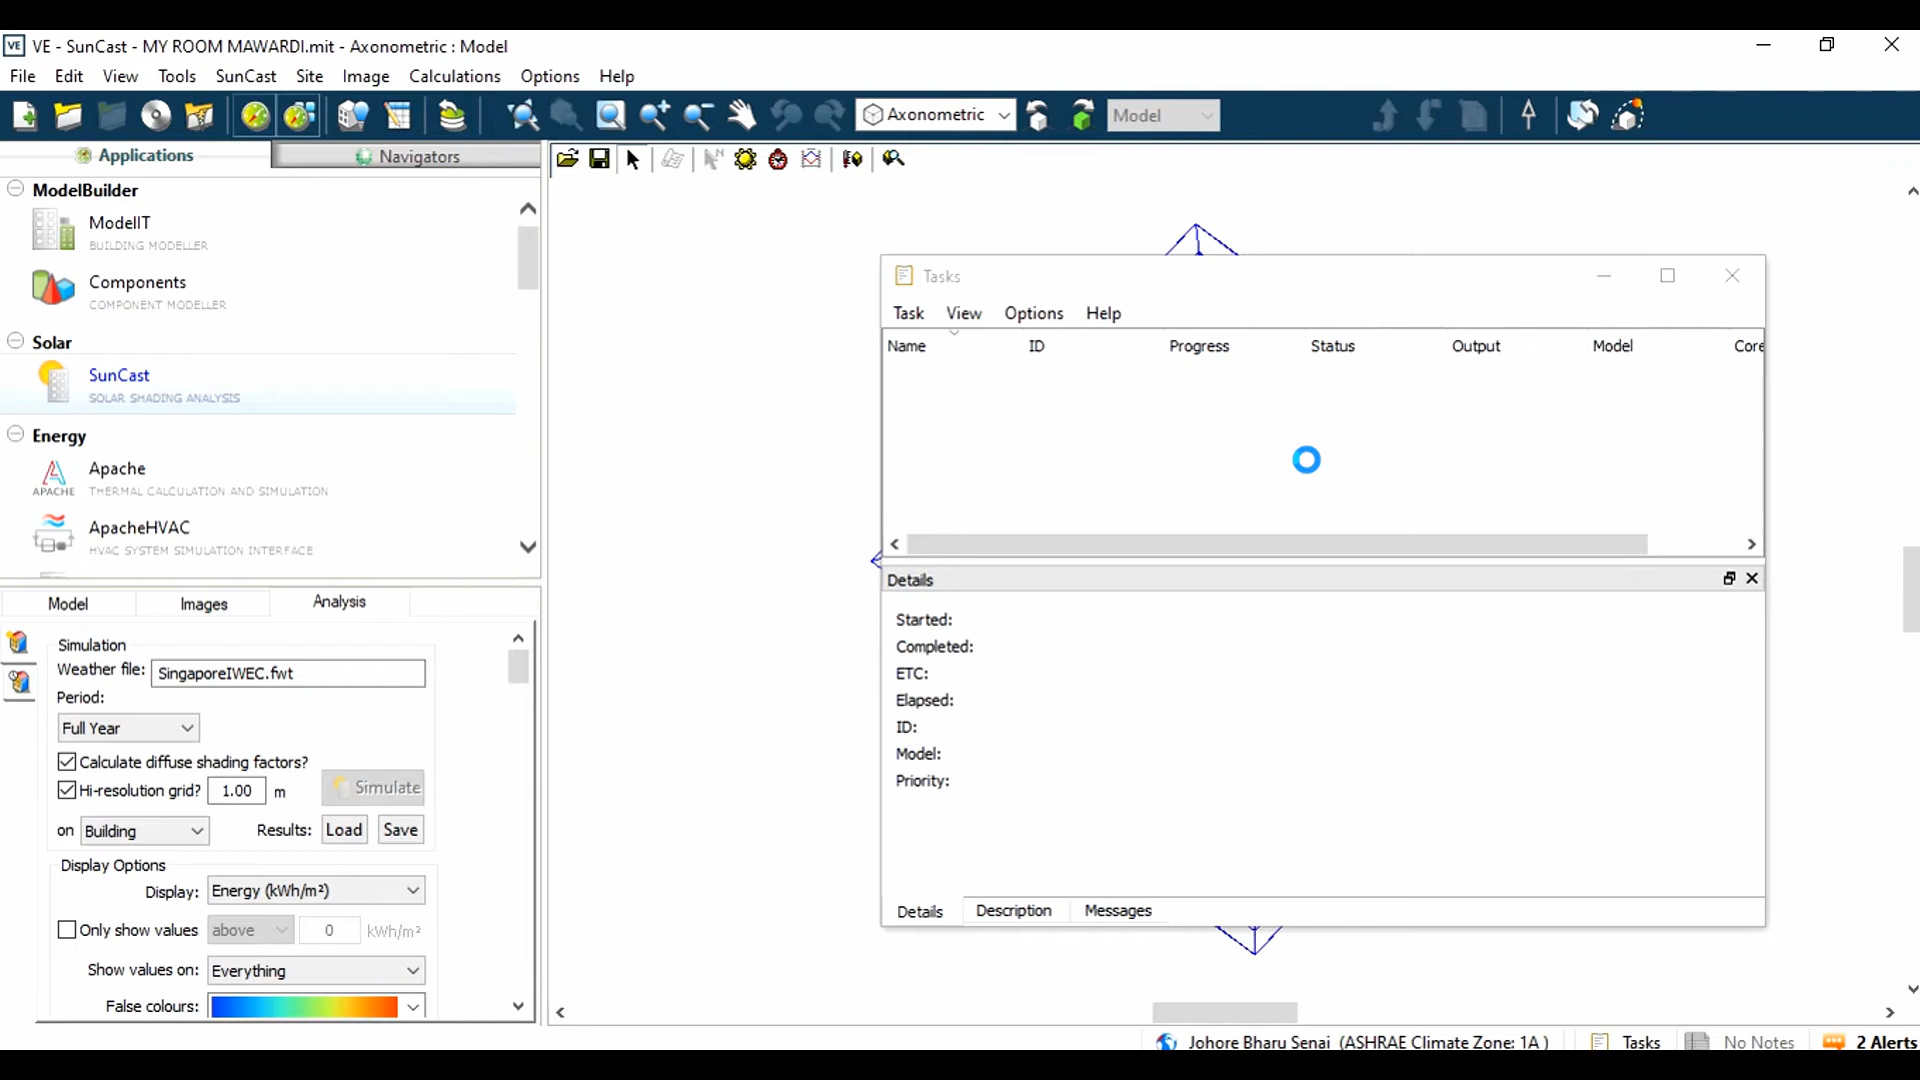 VE - SunCast - MY ROOM MAWARDI.mit - Axonometric : Model
File Edit View Tools SunCast Site Image Calculations Options Help
Axonometric Model
Applications Navigators
ModelBuilder
ModelIT
BUILDING MODELLER
Components
COMPONENT MODELLER
Solar
SunCast
SOLAR SHADING ANALYSIS
Energy
Apache
APACHE THERMAL CALCULATION AND SIMULATION
ApacheHVAC
HVAC SYSTEM SIMULATION INTERFACE
Model Images Analysis
Simulation
Weather file: SingaporeIWEC.fwt
Period:
Full Year
Calculate diffuse shading factors?
Hi-resolution grid? 1.00 m Simulate
on Building Results: Load Save
Display Options
Display: Energy (kWh/m²)
Only show values above 0 kWh/m²
Show values on: Everything
False colours:
Tasks
Task View Options Help
Name ID Progress Status Output Model Core
Details
Started:
Completed:
ETC:
Elapsed:
ID:
Model:
Priority:
Details Description Messages
Johore Bharu Senai (ASHRAE Climate Zone: 1A ) Tasks No Notes 2 Alerts